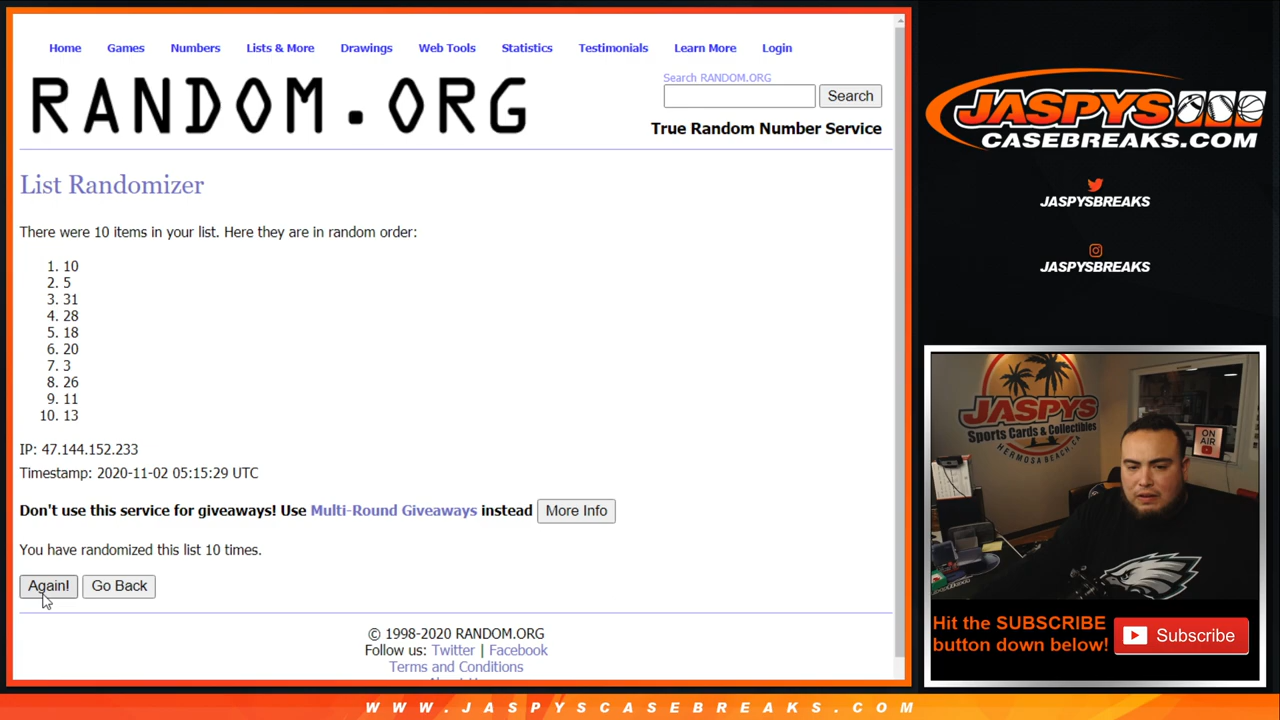 Home Games Numbers Lists & More Drawings Web Tools Statistics Testimonials Learn More Login
RANDOM.ORG
Search RANDOM.ORG
Search
True Random Number Service
List Randomizer
There were 10 items in your list. Here they are in random order:
1. 10
2. 5
3. 31
4. 28
5. 18
6. 20
7. 3
8. 26
9. 11
10. 13
IP: 47.144.152.233
Timestamp: 2020-11-02 05:15:29 UTC
Don't use this service for giveaways! Use Multi-Round Giveaways instead More Info
You have randomized this list 10 times.
Again! Go Back
© 1998-2020 RANDOM.ORG
Follow us: Twitter | Facebook
Terms and Conditions
JASPYS
CASEBREAKS.COM
JASPYSBREAKS
JASPYSBREAKS
JASPYS
Sports Cards & Collectibles
HERMOSA BEACH, CA
ON AIR
Hit the SUBSCRIBE
button down below!
Subscribe
WWW.JASPYSCASEBREAKS.COM